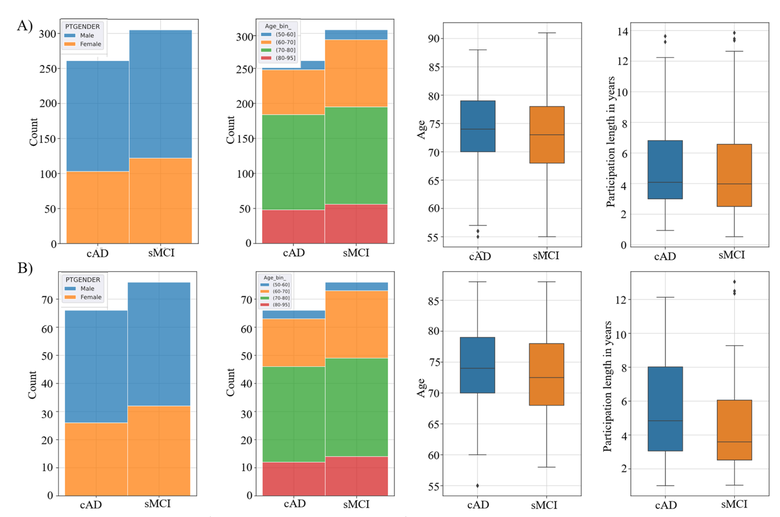 A)
PTGENDER
Male
Female
300
250
200
150
100
50
0
Count
cAD sMCI
Age_bin_
(50-60]
(60-70]
(70-80]
(80-95]
300
250
200
150
100
50
0
Count
cAD sMCI
90
85
80
75
70
65
60
55
Age
cAD sMCI
14
12
10
8
6
4
2
0
Participation length in years
cAD sMCI
B)
PTGENDER
Male
Female
70
60
50
40
30
20
10
0
Count
cAD sMCI
Age_bin_
(50-60]
(60-70]
(70-80]
(80-95]
70
60
50
40
30
20
10
0
Count
cAD sMCI
85
80
75
70
65
60
55
Age
cAD sMCI
12
10
8
6
4
2
Participation length in years
cAD sMCI